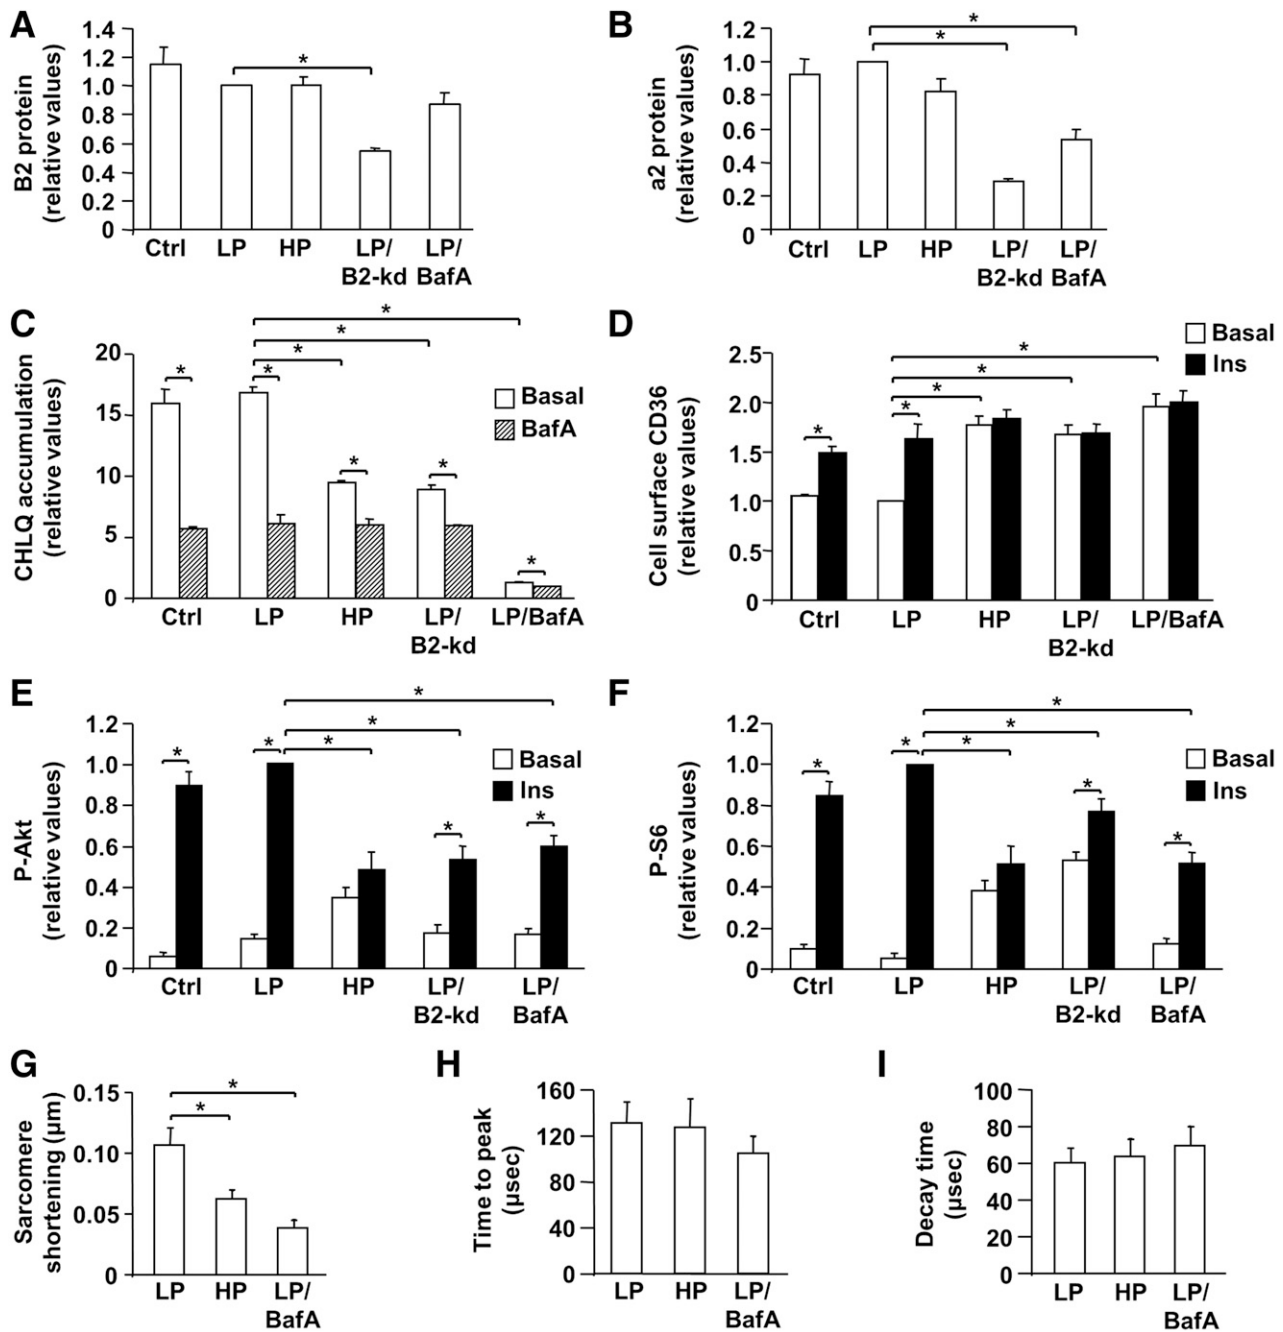 A
B2 protein
(relative values)
1.4
1.2
1.0
0.8
0.6
0.4
0.2
0
*
Ctrl LP HP LP/ LP/
B2-kd BafA
B
a2 protein
(relative values)
1.2
1.0
0.8
0.6
0.4
0.2
0
*
*
Ctrl LP HP LP/ LP/
B2-kd BafA
C
CHLQ accumulation
(relative values)
20
15
10
5
0
*
*
*
* * * * *
Basal
BafA
Ctrl LP HP LP/ LP/BafA
B2-kd
D
Cell surface CD36
(relative values)
2.5
2.0
1.5
1.0
0.5
0
*
*
*
* *
Basal
Ins
Ctrl LP HP LP/ LP/BafA
B2-kd
E
P-Akt
(relative values)
1.2
1.0
0.8
0.6
0.4
0.2
0
*
*
*
* * * *
Basal
Ins
Ctrl LP HP LP/ LP/
B2-kd BafA
F
P-S6
(relative values)
1.2
1.0
0.8
0.6
0.4
0.2
0
*
*
*
* * * *
Basal
Ins
Ctrl LP HP LP/ LP/
B2-kd BafA
G
Sarcomere
shortening (µm)
0.15
0.10
0.05
0
*
*
LP HP LP/
BafA
H
Time to peak
(µsec)
160
120
80
40
0
LP HP LP/
BafA
I
Decay time
(µsec)
100
80
60
40
20
0
LP HP LP/
BafA